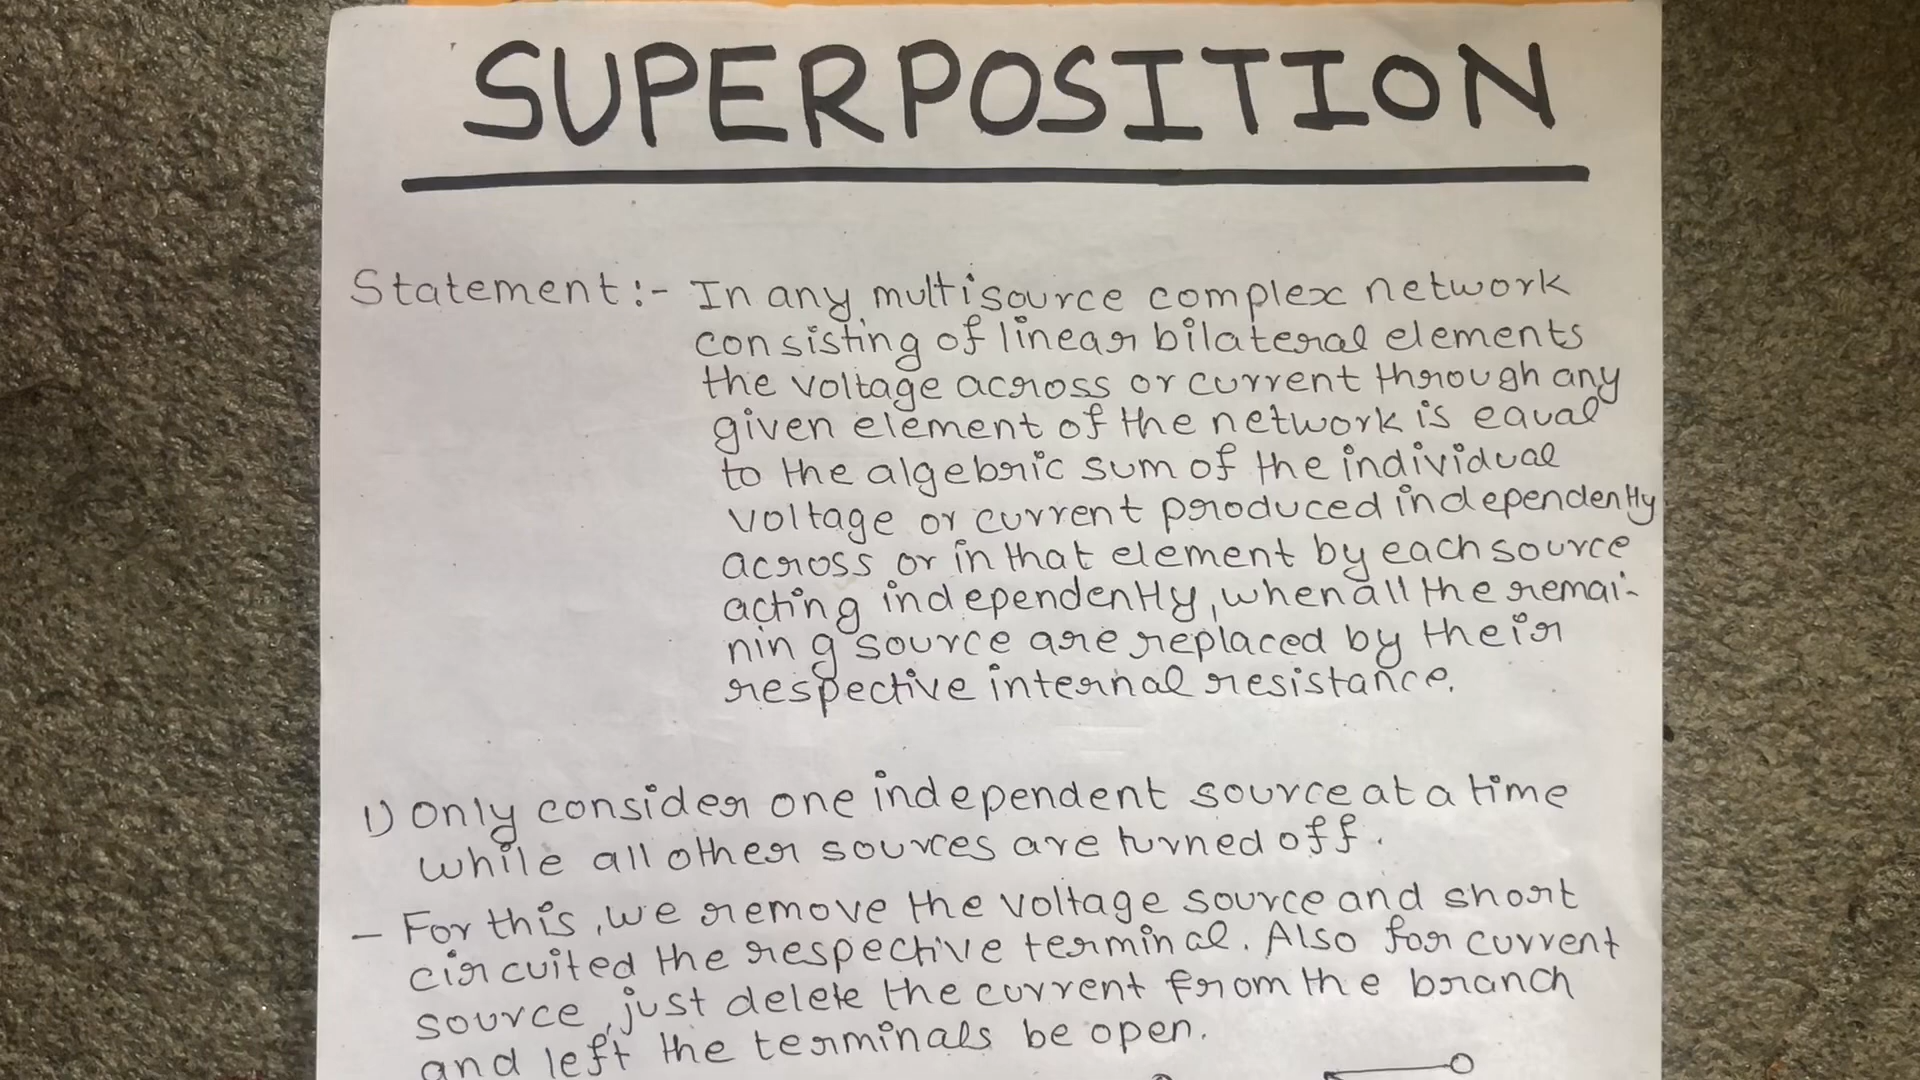 SUPERPOSITION
Statement:- In any multisource complex network
consisting of linear bilateral elements
the voltage across or current through any
given element of the network is equal
to the algebric sum of the individual
voltage or current produced independently
across or in that element by each source
acting independently, when all the remai-
ning source are replaced by their
respective internal resistance.
1) Only consider one independent source at a time
while all other sources are turned off.
- For this, we remove the voltage source and short
circuited the respective terminal. Also for current
source, just delete the current from the branch
and left the terminals be open.